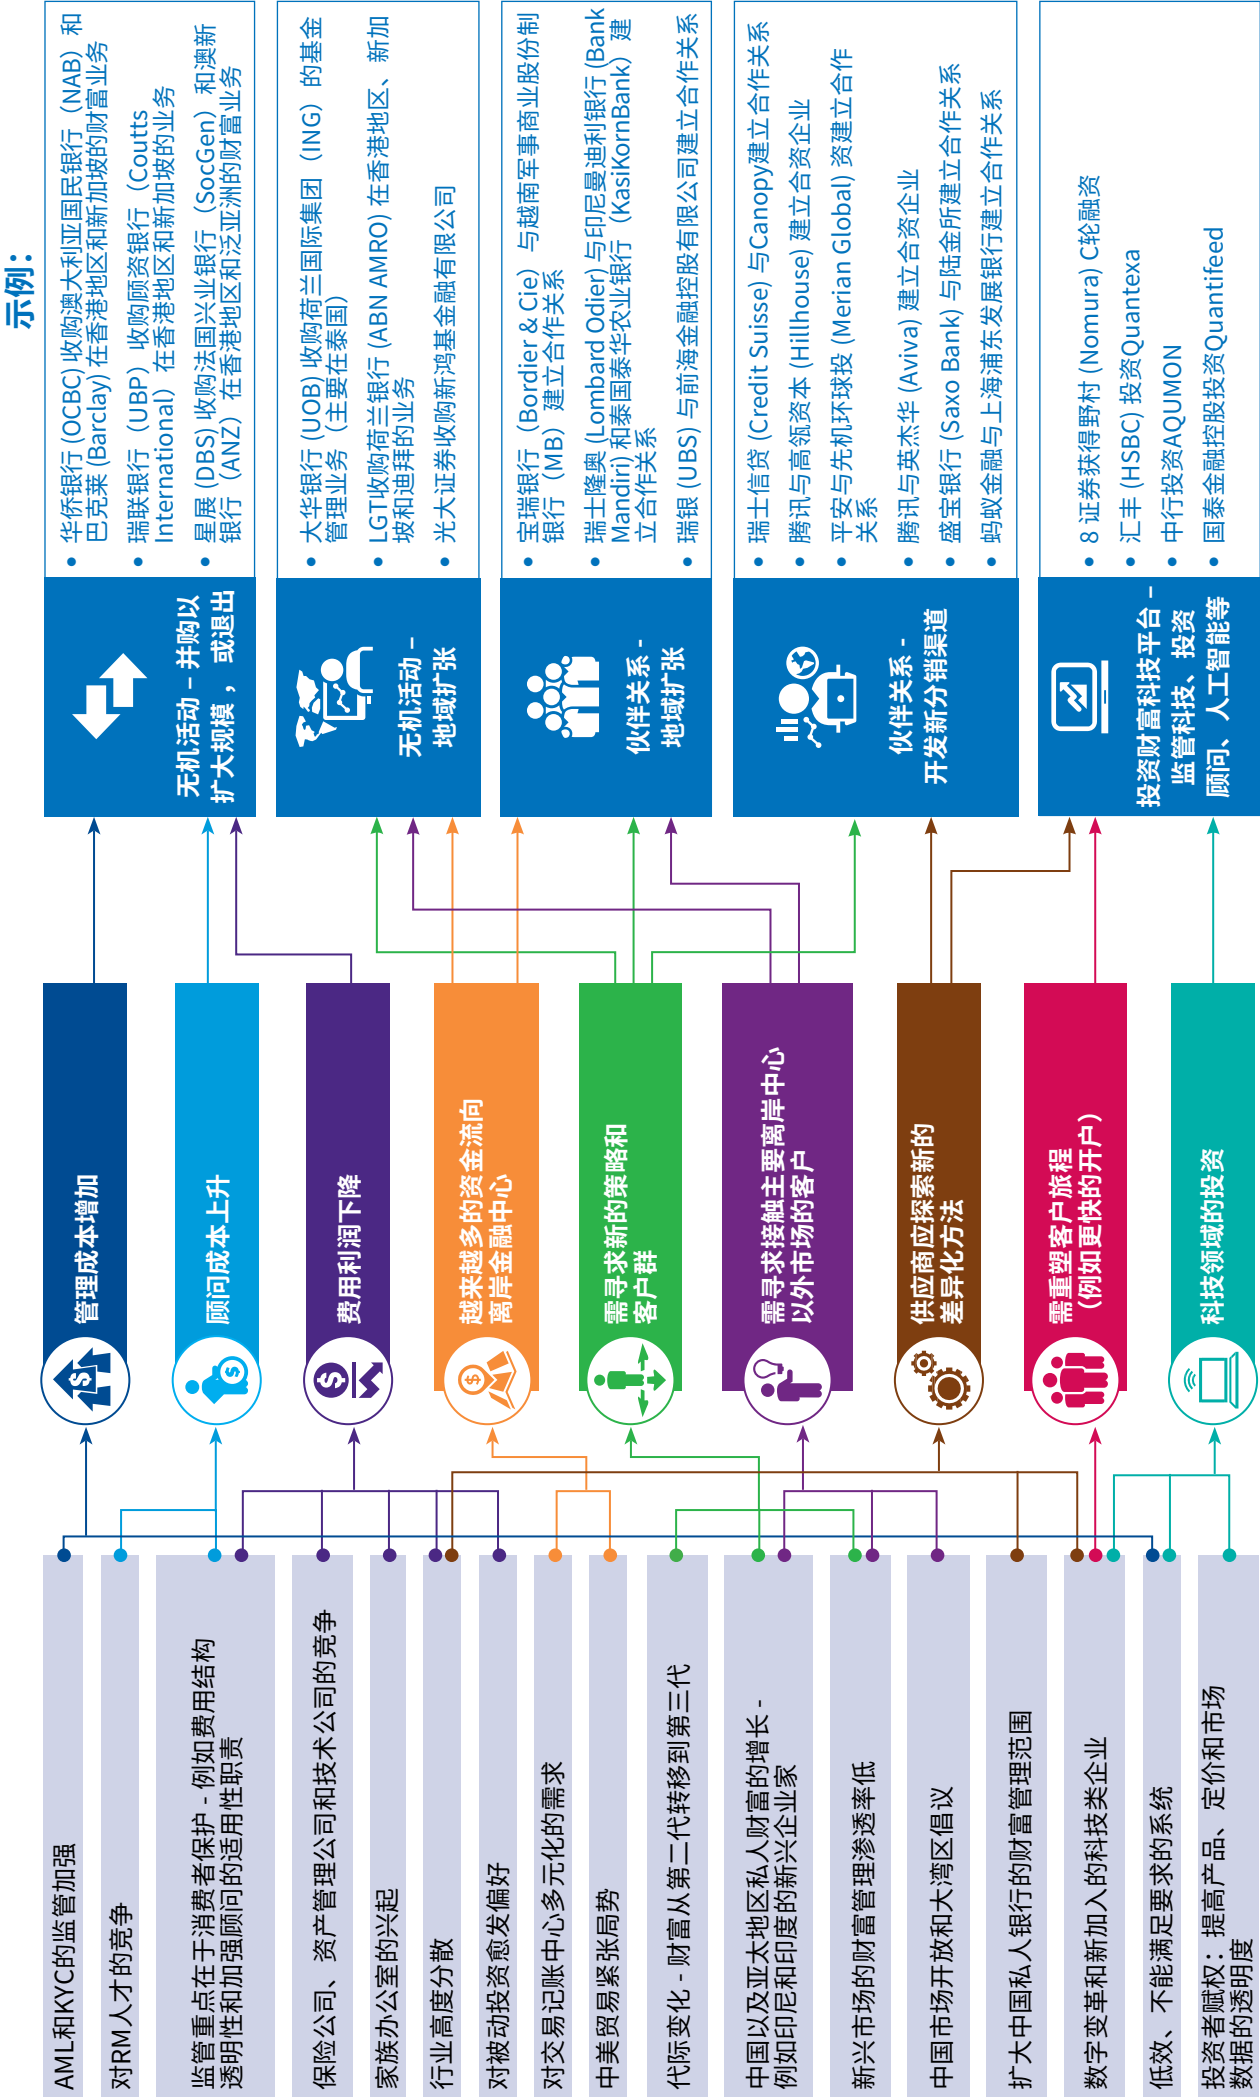 示例：
AML和KYC的监管加强
对RM人才的竞争
监管重点在于消费者保护 - 例如费用结构
透明性和加强顾问的适用性职责
保险公司、资产管理公司和技术公司的竞争
家族办公室的兴起
行业高度分散
对被动投资愈发偏好
对交易记账中心多元化的需求
中美贸易紧张局势
代际变化 - 财富从第二代转移到第三代
中国以及亚太地区私人财富的增长 -
例如印尼和印度的新兴企业家
新兴市场的财富管理渗透率低
中国市场开放和大湾区倡议
扩大中国私人银行的财富管理范围
数字变革和新加入的科技类企业
低效、不能满足要求的系统
投资者赋权：提高产品、定价和市场
数据的透明度
管理成本增加
顾问成本上升
费用利润下降
越来越多的资金流向
离岸金融中心
需寻求新的策略和
客户群
需寻求接触主要离岸中心
以外市场的客户
供应商应探索新的
差异化方法
需重塑客户旅程
（例如更快的开户）
科技领域的投资
无机活动 – 并购以
扩大规模，或退出
无机活动 –
地域扩张
伙伴关系 -
地域扩张
伙伴关系 -
开发新分销渠道
投资财富科技平台 –
监管科技、投资
顾问、人工智能等
• 华侨银行 (OCBC) 收购澳大利亚国民银行（NAB）和
巴克莱 (Barclay) 在香港地区和新加坡的财富业务
• 瑞联银行（UBP）收购顾资银行（Coutts
International）在香港地区和新加坡的业务
• 星展 (DBS) 收购法国兴业银行（SocGen）和澳新
银行（ANZ）在香港地区和泛亚洲的财富业务
• 大华银行 (UOB) 收购荷兰国际集团（ING）的基金
管理业务（主要在泰国）
• LGT收购荷兰银行 (ABN AMRO) 在香港地区、新加
坡和迪拜的业务
• 光大证券收购新鸿基金融有限公司
• 宝瑞银行（Bordier & Cie）与越南军事商业股份制
银行（MB）建立合作关系
• 瑞士隆奥 (Lombard Odier) 与印尼曼迪利银行 (Bank
Mandiri) 和泰国泰华农业银行（KasiKornBank）建
立合作关系
• 瑞银 (UBS) 与前海金融控股有限公司建立合作关系
• 瑞士信贷 (Credit Suisse) 与Canopy建立合作关系
• 腾讯与高瓴资本 (Hillhouse) 建立合资企业
• 平安与先机环球投 (Merian Global) 资建立合作
关系
• 腾讯与英杰华 (Aviva) 建立合资企业
• 盛宝银行 (Saxo Bank) 与陆金所建立合作关系
• 蚂蚁金融与上海浦东发展银行建立合作关系
• 8 证券获得野村 (Nomura) C轮融资
• 汇丰 (HSBC) 投资Quantexa
• 中行投资AQUMON
• 国泰金融控股投资Quantifeed